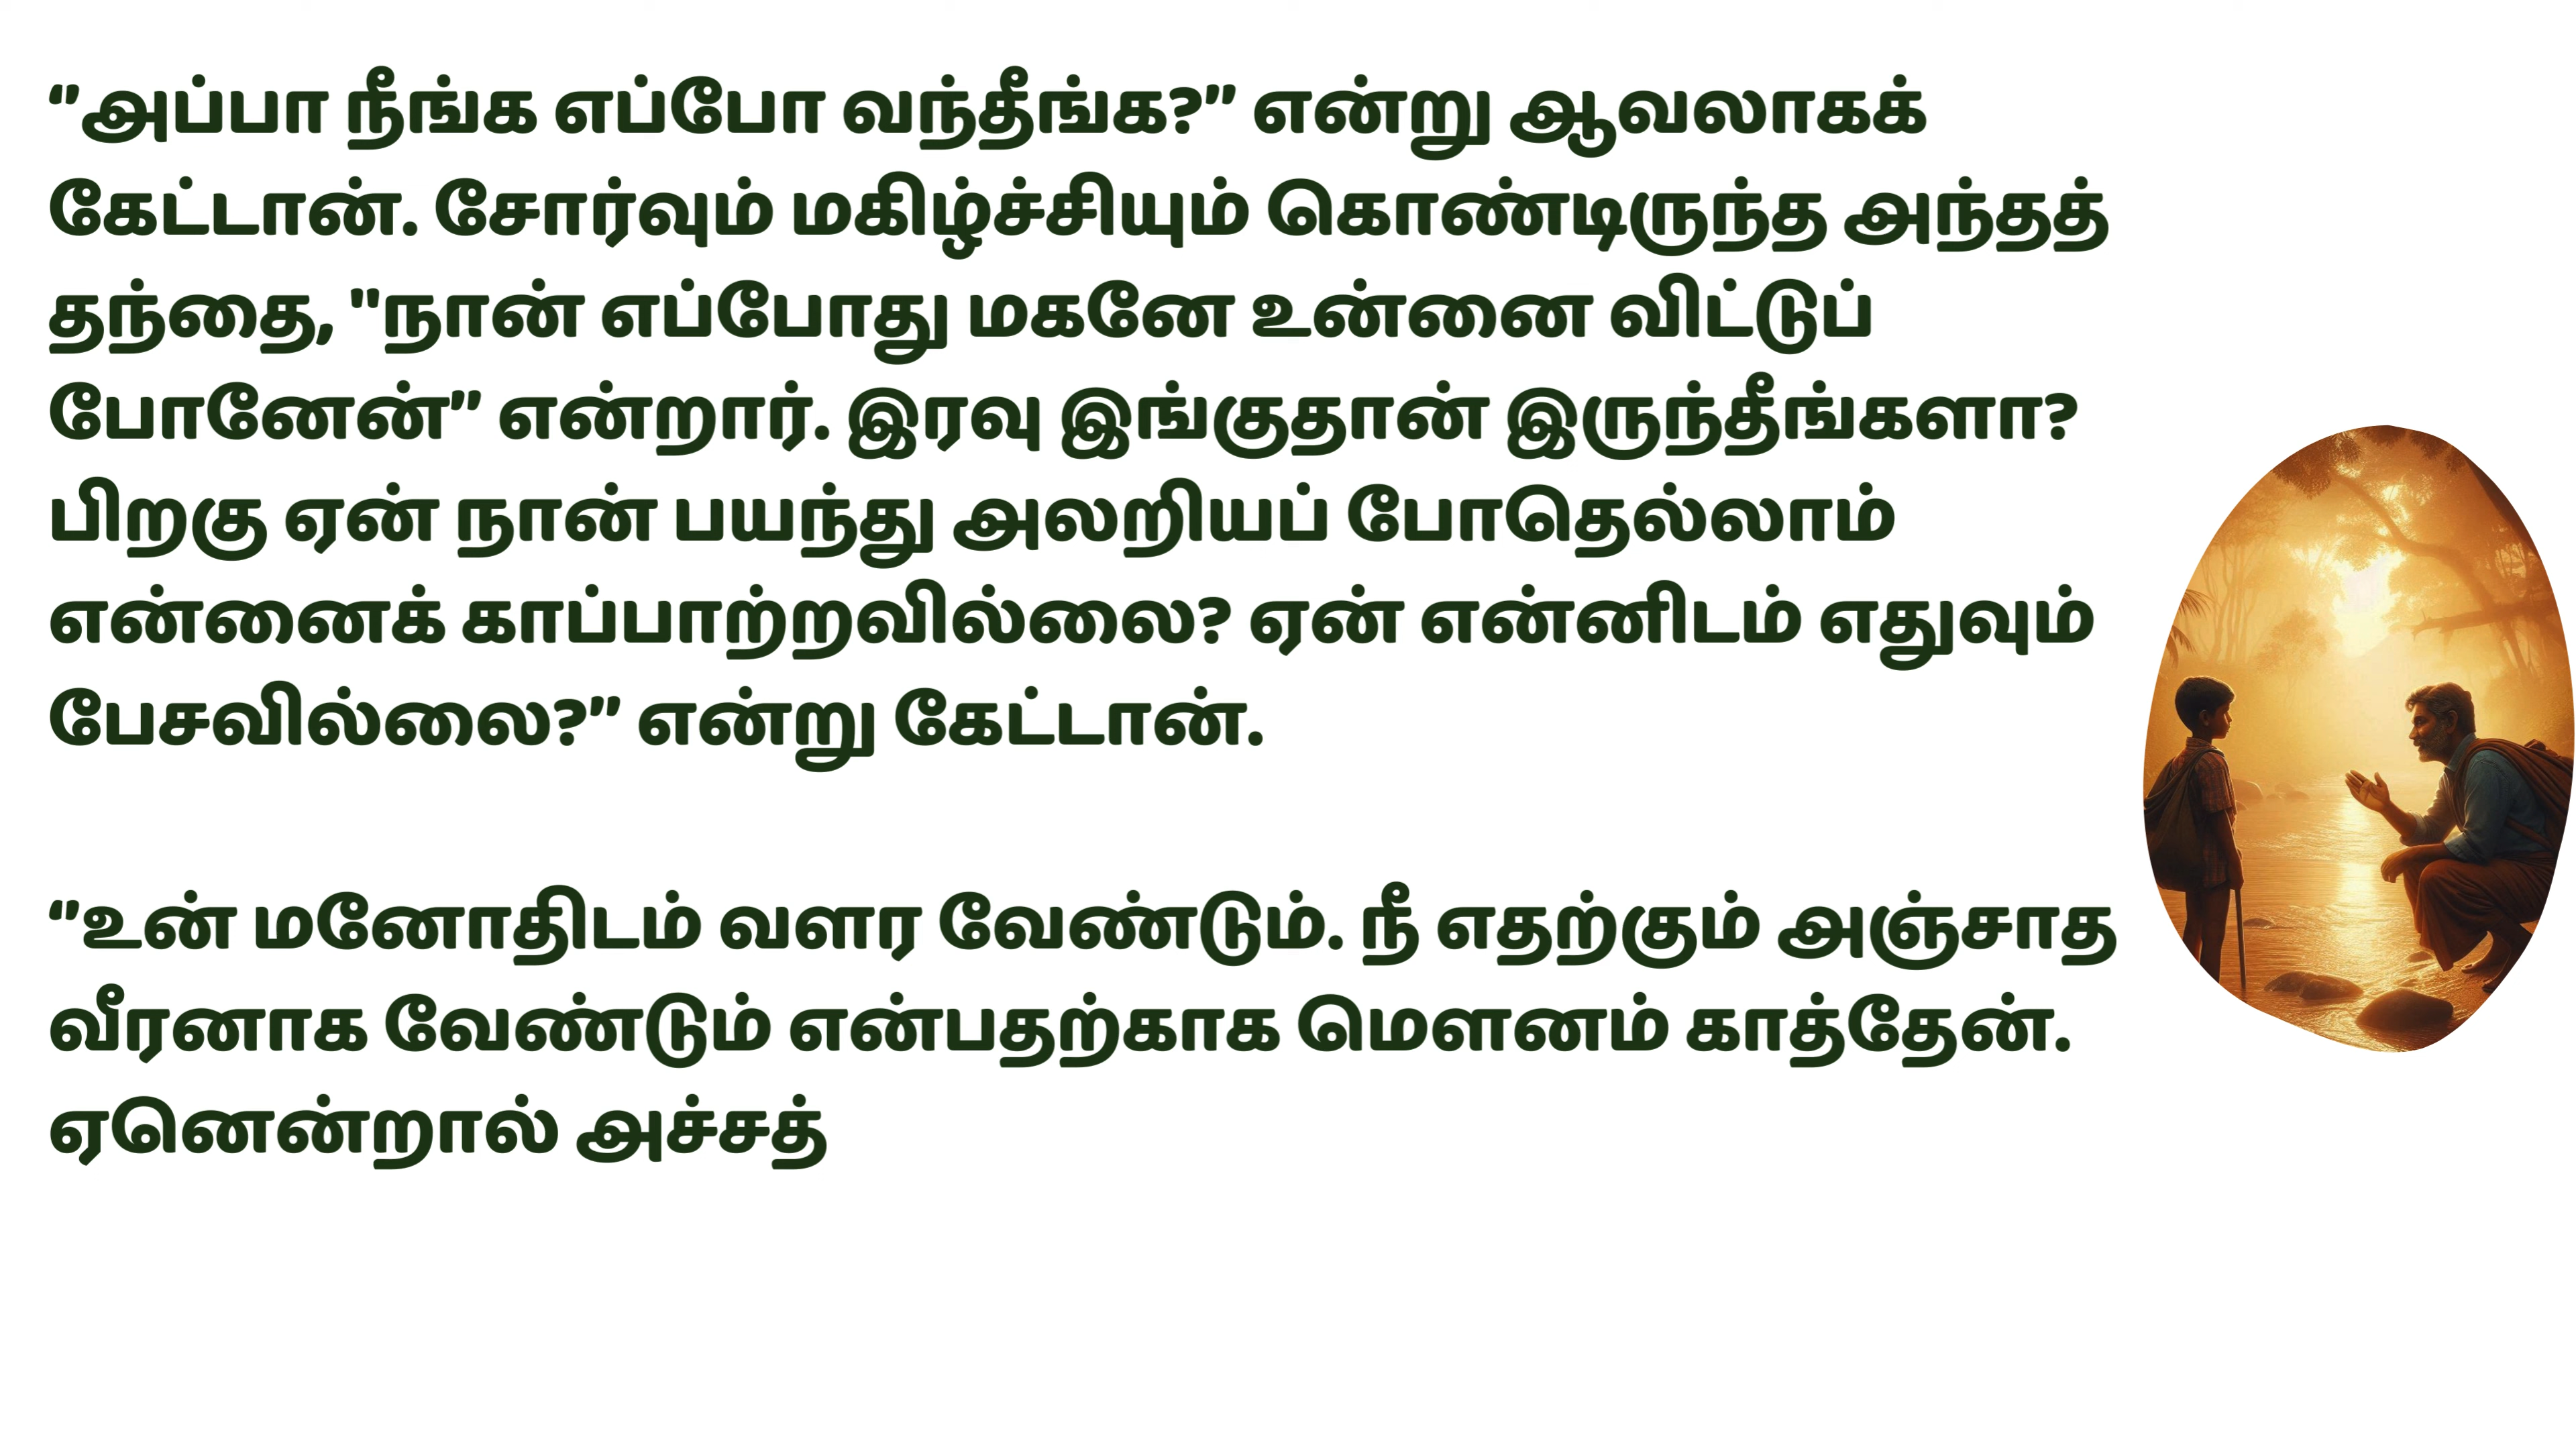 “அப்பா நீங்க எப்போ வந்தீங்க?” என்று ஆவலாகக்
கேட்டான். சோர்வும் மகிழ்ச்சியும் கொண்டிருந்த அந்தத்
தந்தை, "நான் எப்போது மகனே உன்னை விட்டுப்
போனேன்” என்றார். இரவு இங்குதான் இருந்தீங்களா?
பிறகு ஏன் நான் பயந்து அலறியப் போதெல்லாம்
என்னைக் காப்பாற்றவில்லை? ஏன் என்னிடம் எதுவும்
பேசவில்லை?” என்று கேட்டான்.
“உன் மனோதிடம் வளர வேண்டும். நீ எதற்கும் அஞ்சாத
வீரனாக வேண்டும் என்பதற்காக மௌனம் காத்தேன்.
ஏனென்றால் அச்சத்